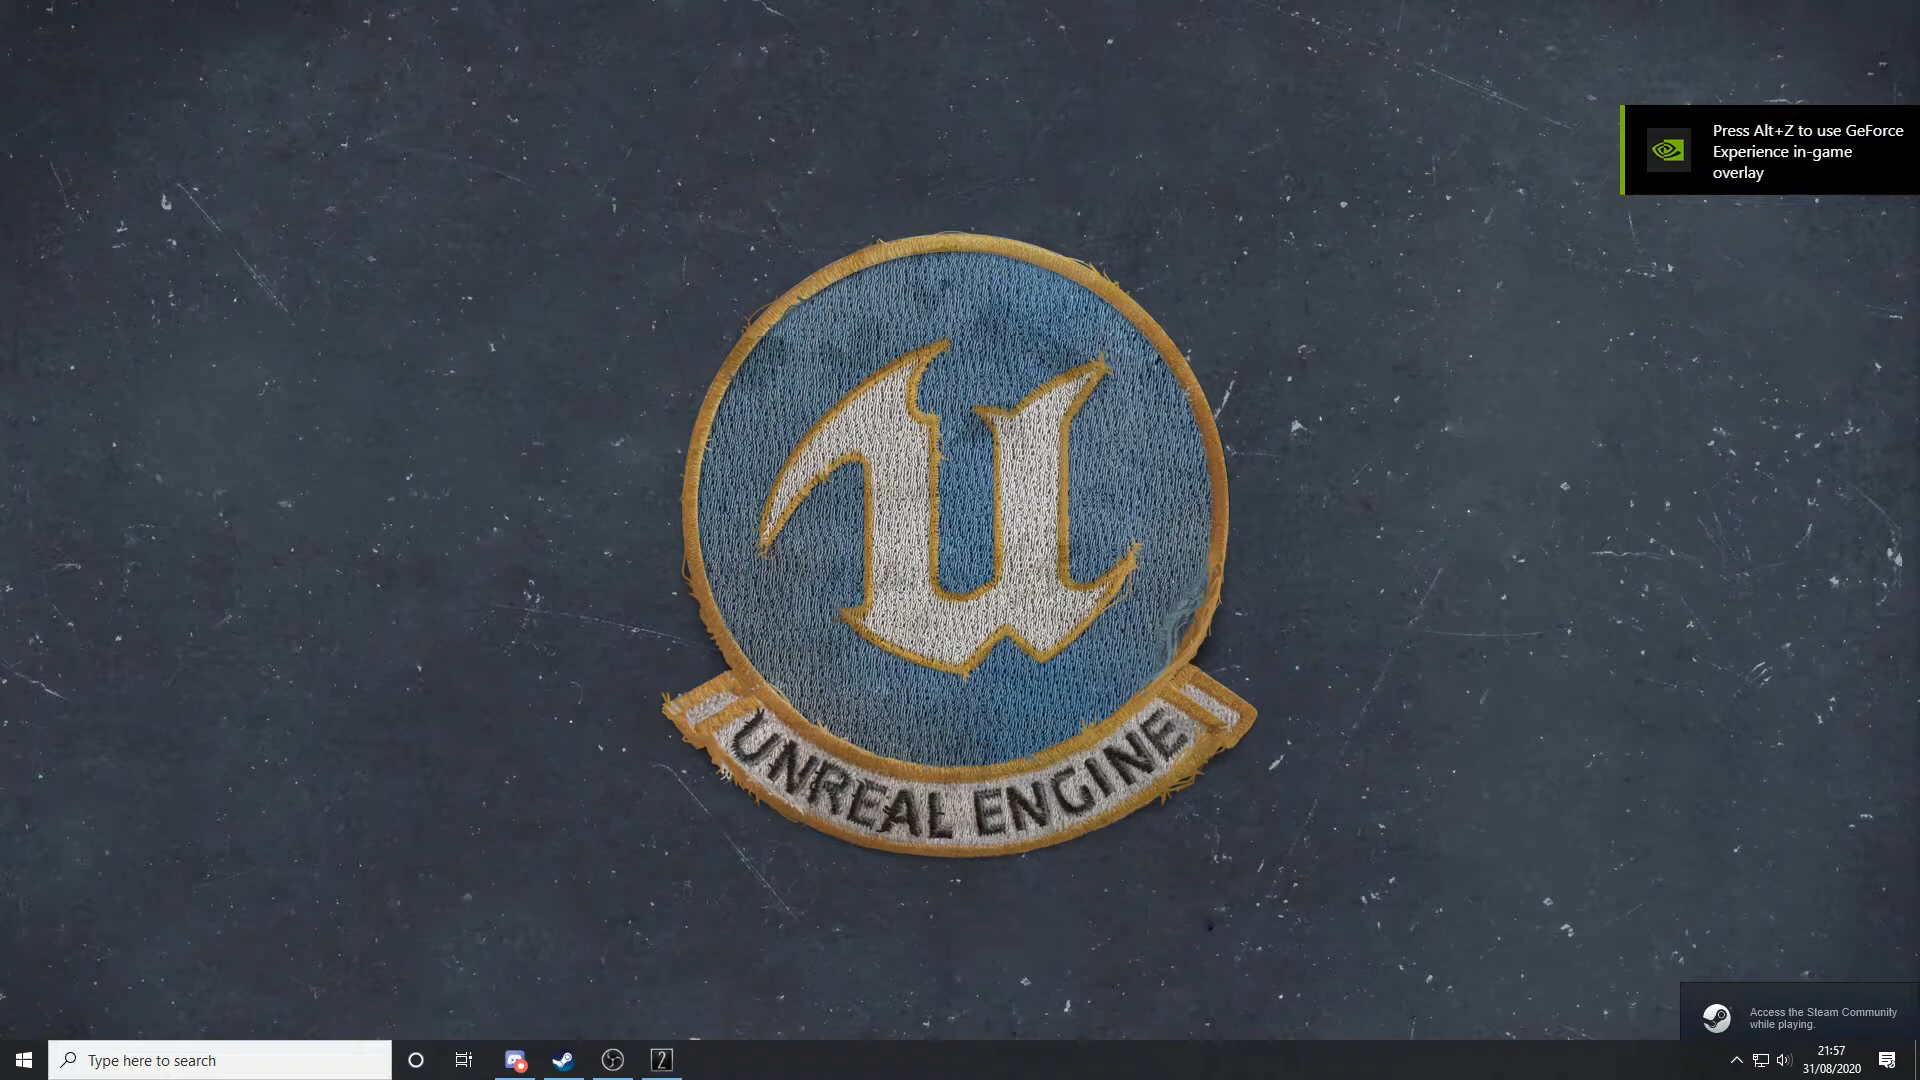 Press Alt+Z to use GeForce
Experience in-game
overlay
UNREAL ENGINE
Access the Steam Community
while playing.
Type here to search
2
21:57
31/08/2020